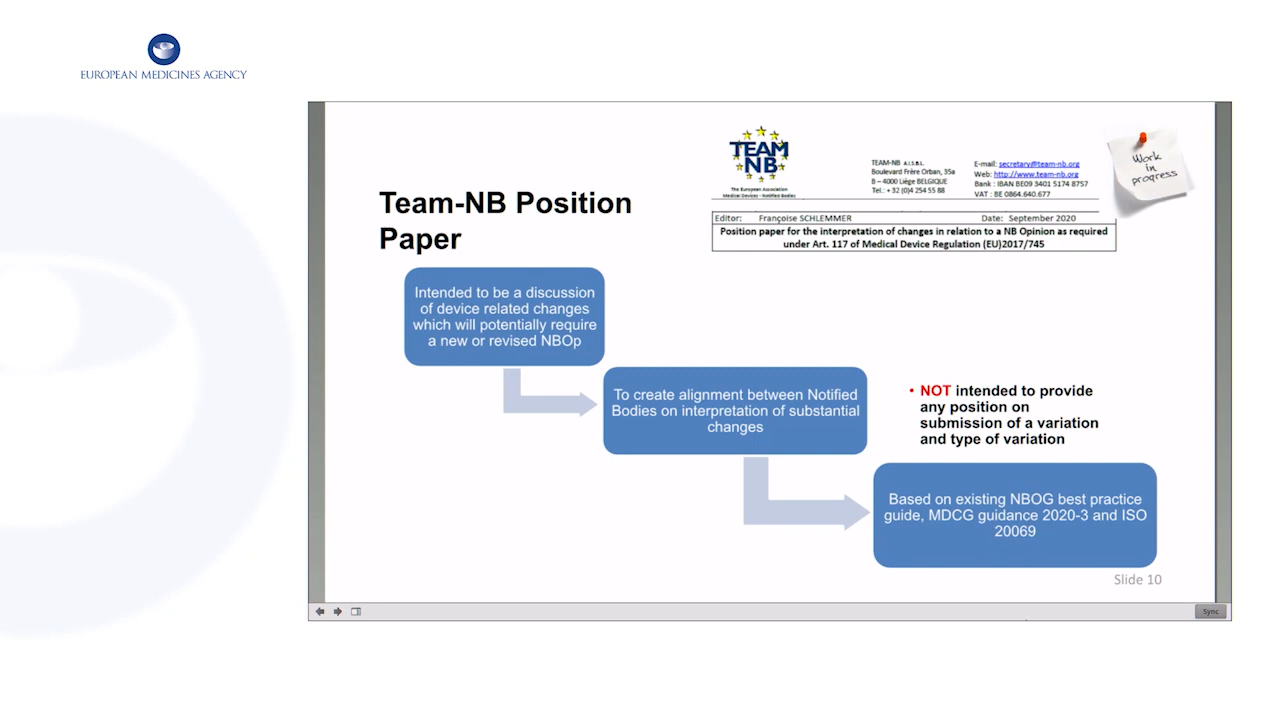 EUROPEAN MEDICINES AGENCY
TEAM
NB
The European Association
Medical Devices - Notified Bodies
TEAM-NB A.I.S.B.L.
Boulevard Frère Orban, 35a
B – 4000 Liège BELGIQUE
Tel.: + 32 (0)4 254 55 88
E-mail: secretary@team-nb.org
Web: http://www.team-nb.org
Bank : IBAN BE09 3401 5174 8757
VAT : BE 0864.640.677
Work
in
progress
Team-NB Position
Paper
Editor: Françoise SCHLEMMER Date: September 2020
Position paper for the interpretation of changes in relation to a NB Opinion as required
under Art. 117 of Medical Device Regulation (EU)2017/745
Intended to be a discussion
of device related changes
which will potentially require
a new or revised NBOp
To create alignment between Notified
Bodies on interpretation of substantial
changes
• NOT intended to provide
any position on
submission of a variation
and type of variation
Based on existing NBOG best practice
guide, MDCG guidance 2020-3 and ISO
20069
Slide 10
Sync